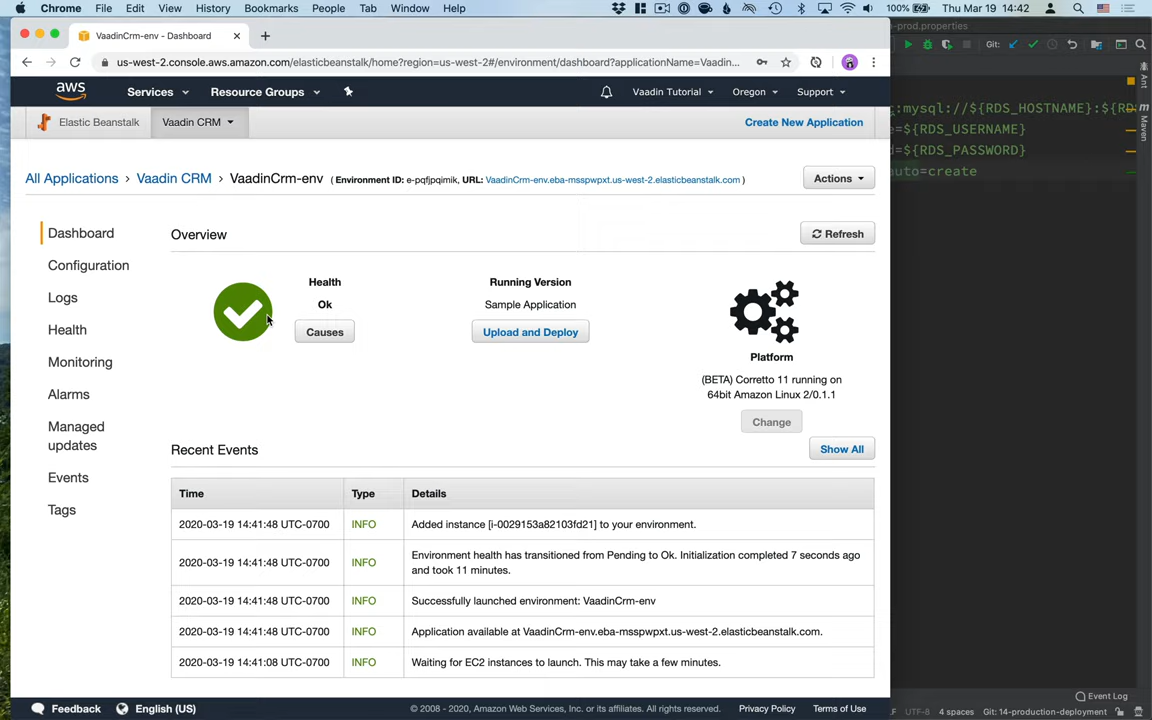 Chrome File Edit View History Bookmarks People Tab Window Help 100% Thu Mar 19 14:42
VaadinCrm-env - Dashboard
-prod.properties
us-west-2.console.aws.amazon.com/elasticbeanstalk/home?region=us-west-2#/environment/dashboard?applicationName=Vaadin...
Git:
aws Services Resource Groups Vaadin Tutorial Oregon Support
Ant
Elastic Beanstalk Vaadin CRM Create New Application
:mysql://${RDS_HOSTNAME}:${RD
e=${RDS_USERNAME}
Maven
d=${RDS_PASSWORD}
auto=create
All Applications > Vaadin CRM > VaadinCrm-env ( Environment ID: e-pqfjpqimik, URL: VaadinCrm-env.eba-msspwpxt.us-west-2.elasticbeanstalk.com ) Actions
Dashboard
Configuration
Logs
Health
Monitoring
Alarms
Managed
updates
Events
Tags
Overview
Refresh
Health
Ok
Causes
Running Version
Sample Application
Upload and Deploy
Platform
(BETA) Corretto 11 running on
64bit Amazon Linux 2/0.1.1
Change
Recent Events
Show All
Time Type Details
2020-03-19 14:41:48 UTC-0700 INFO Added instance [i-0029153a82103fd21] to your environment.
2020-03-19 14:41:48 UTC-0700 INFO Environment health has transitioned from Pending to Ok. Initialization completed 7 seconds ago
and took 11 minutes.
2020-03-19 14:41:48 UTC-0700 INFO Successfully launched environment: VaadinCrm-env
2020-03-19 14:41:48 UTC-0700 INFO Application available at VaadinCrm-env.eba-msspwpxt.us-west-2.elasticbeanstalk.com.
2020-03-19 14:41:08 UTC-0700 INFO Waiting for EC2 instances to launch. This may take a few minutes.
Event Log
Feedback English (US) © 2008 - 2020, Amazon Web Services, Inc. or its affiliates. All rights reserved. Privacy Policy Terms of Use
LF UTF-8 4 spaces Git: 14-production-deployment